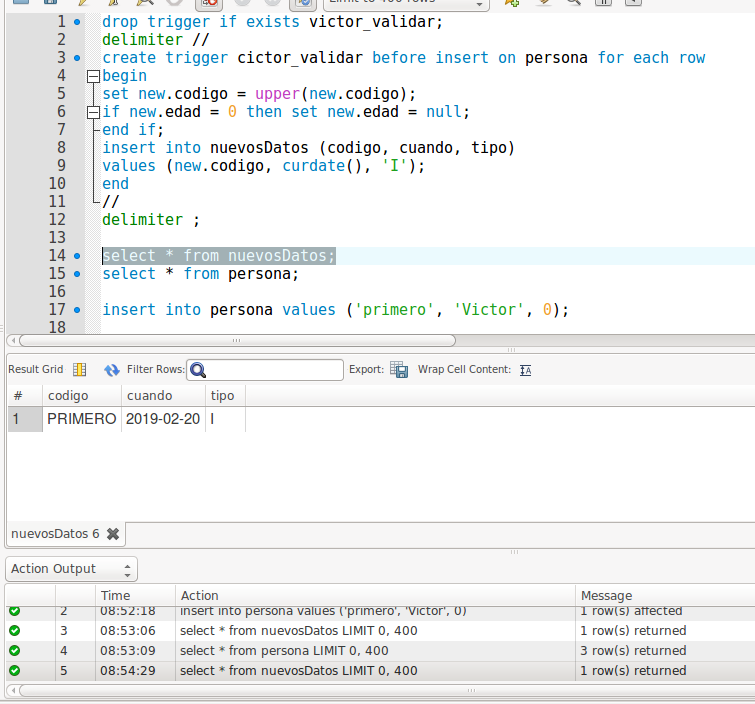 Limit to 400 rows
1 drop trigger if exists victor_validar;
2 delimiter //
3 create trigger cictor_validar before insert on persona for each row
4 begin
5 set new.codigo = upper(new.codigo);
6 if new.edad = 0 then set new.edad = null;
7 end if;
8 insert into nuevosDatos (codigo, cuando, tipo)
9 values (new.codigo, curdate(), 'I');
10 end
11 //
12 delimiter ;
13
14 select * from nuevosDatos;
15 select * from persona;
16
17 insert into persona values ('primero', 'Victor', 0);
18
Result Grid Filter Rows: Export: Wrap Cell Content:
# codigo cuando tipo
1 PRIMERO 2019-02-20 I
nuevosDatos 6
Action Output
Time Action Message
2 08:52:18 insert into persona values ('primero', 'Victor', 0) 1 row(s) affected
3 08:53:06 select * from nuevosDatos LIMIT 0, 400 1 row(s) returned
4 08:53:09 select * from persona LIMIT 0, 400 3 row(s) returned
5 08:54:29 select * from nuevosDatos LIMIT 0, 400 1 row(s) returned